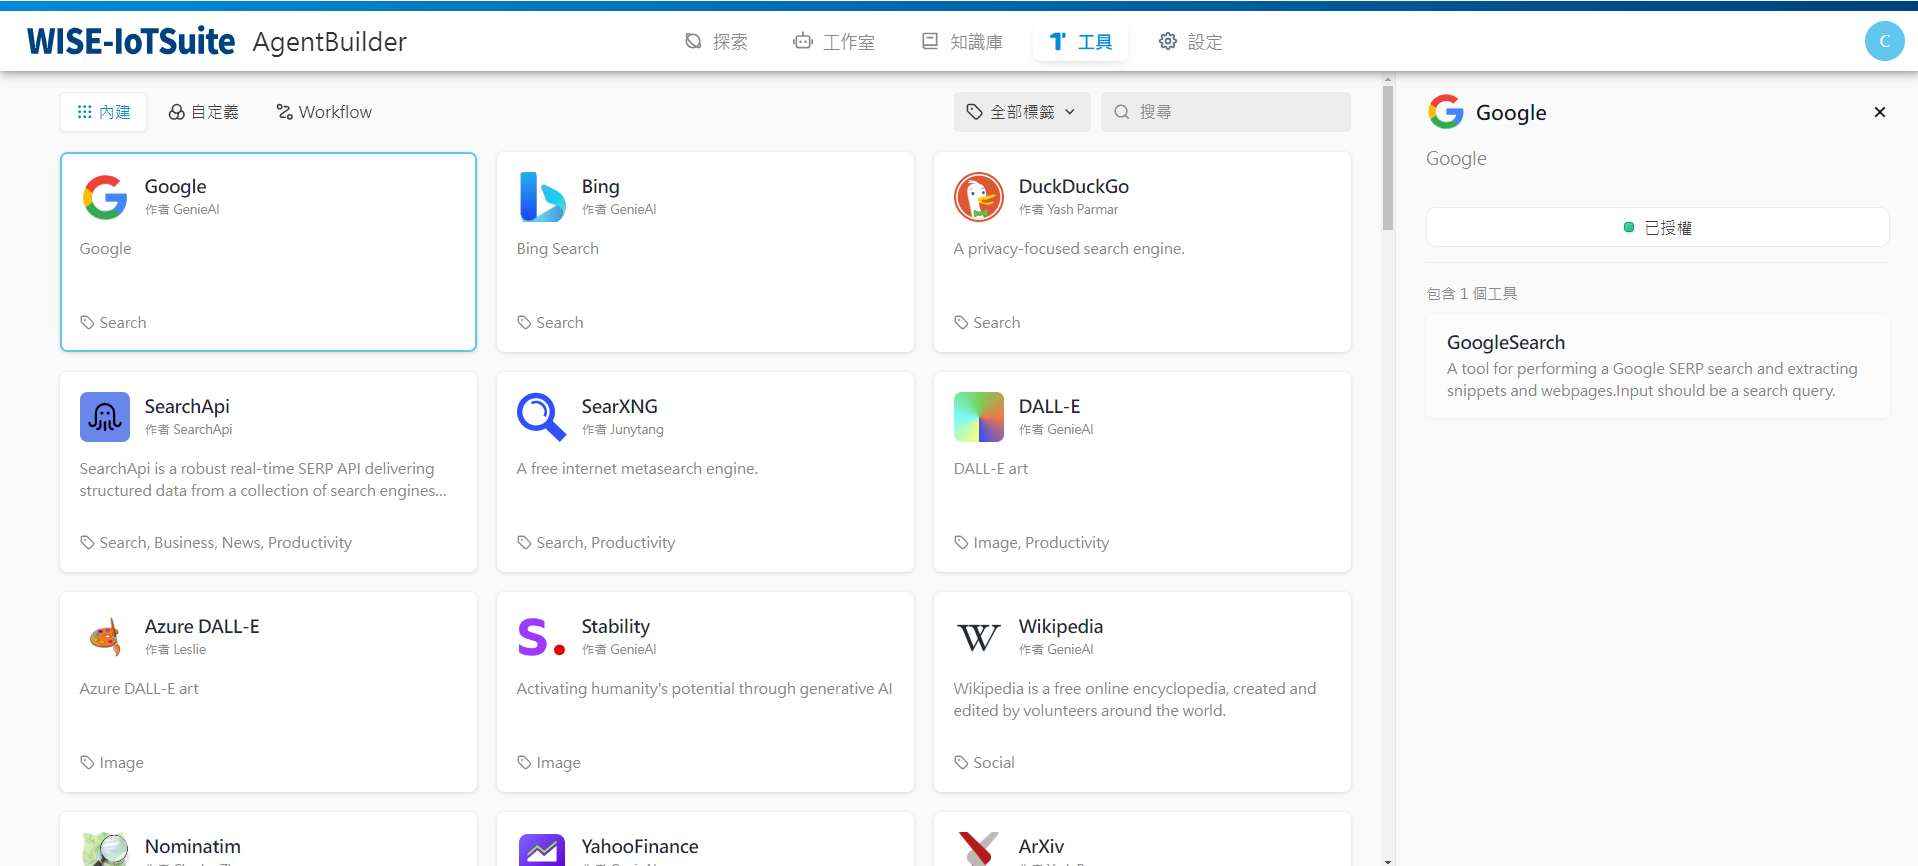 WISE-IoTSuite AgentBuilder
探索
工作室
知識庫
工具
設定
C
內建
自定義
Workflow
全部標籤
搜尋
Google
作者 GenieAI
Google
Search
Bing
作者 GenieAI
Bing Search
Search
DuckDuckGo
作者 Yash Parmar
A privacy-focused search engine.
Search
SearchApi
作者 SearchApi
SearchApi is a robust real-time SERP API delivering
structured data from a collection of search engines...
Search, Business, News, Productivity
SearXNG
作者 Junytang
A free internet metasearch engine.
Search, Productivity
DALL-E
作者 GenieAI
DALL-E art
Image, Productivity
Azure DALL-E
作者 Leslie
Azure DALL-E art
Image
Stability
作者 GenieAI
Activating humanity's potential through generative AI
Image
Wikipedia
作者 GenieAI
Wikipedia is a free online encyclopedia, created and
edited by volunteers around the world.
Social
Nominatim
YahooFinance
ArXiv
Google
Google
已授權
包含 1 個工具
GoogleSearch
A tool for performing a Google SERP search and extracting
snippets and webpages.Input should be a search query.